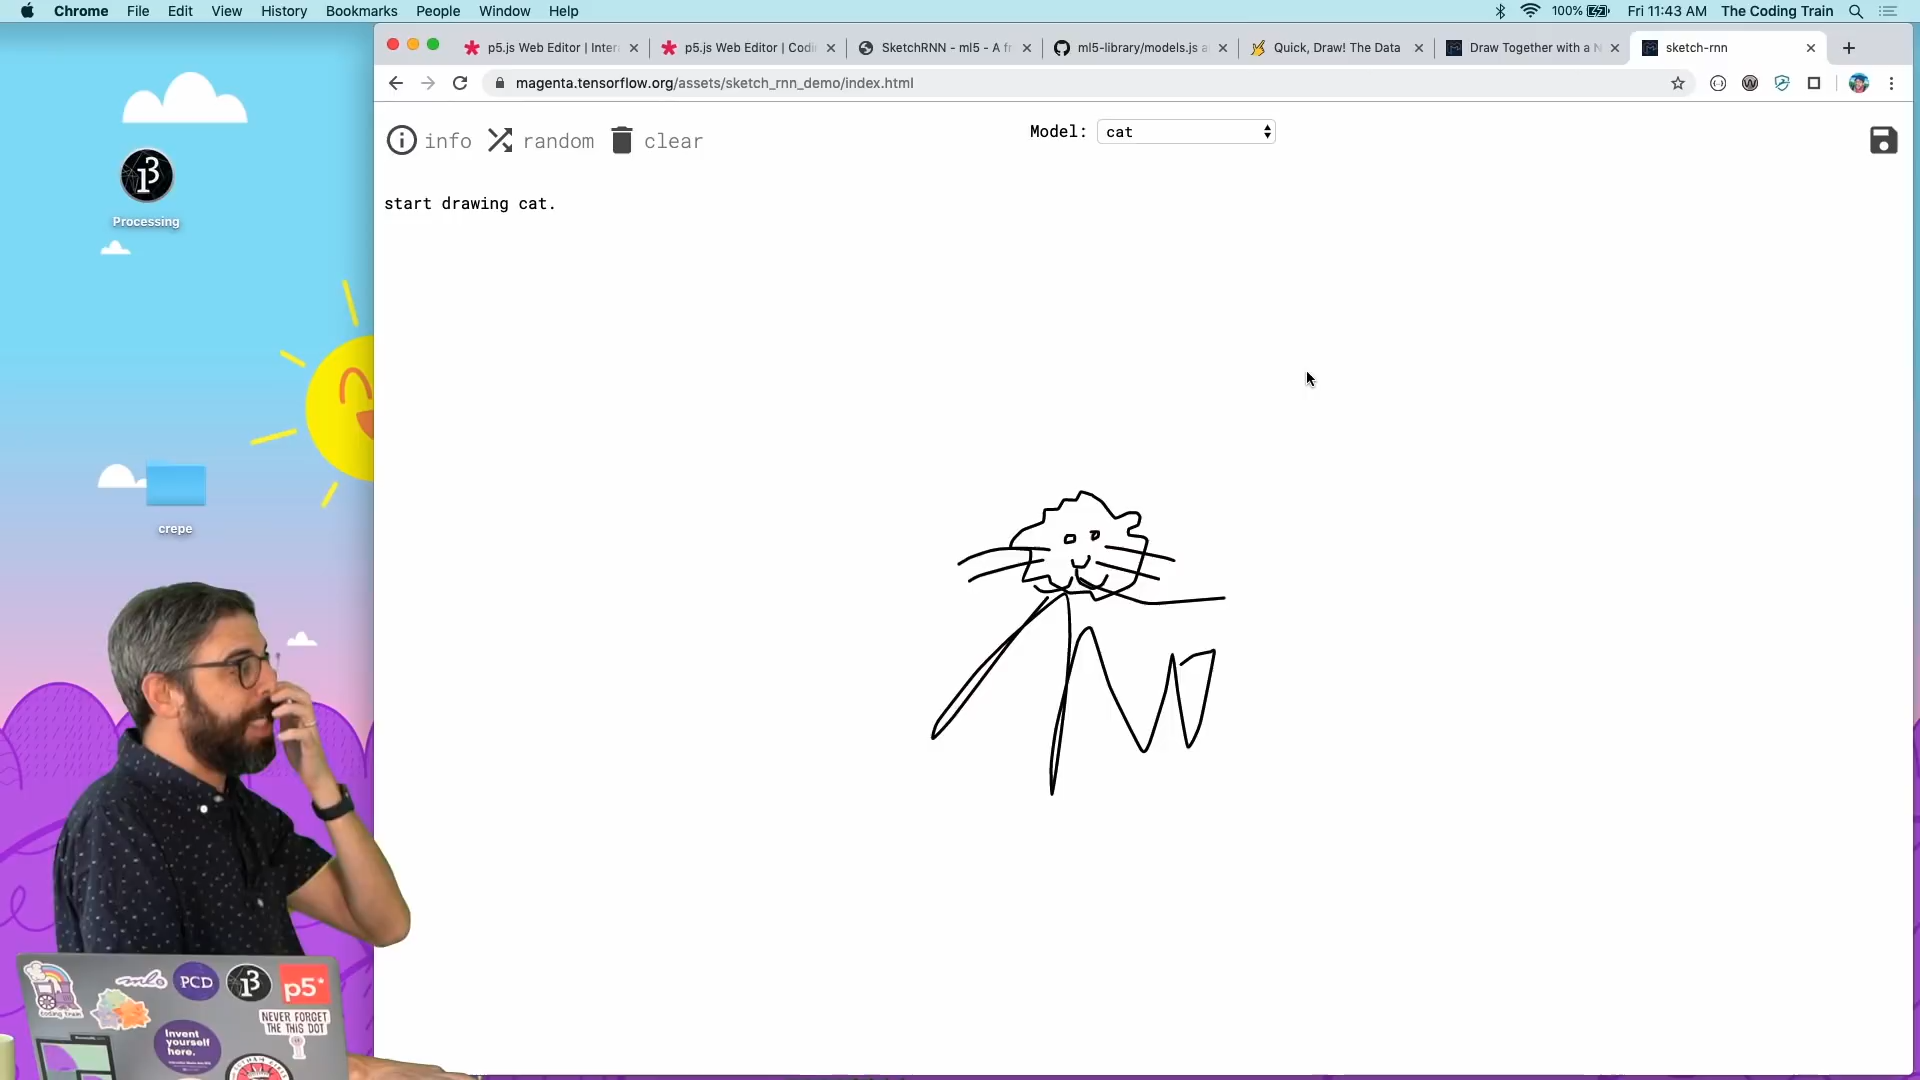 Chrome File Edit View History Bookmarks People Window Help
100% Fri 11:43 AM The Coding Train
p5.js Web Editor | Inter
p5.js Web Editor | Codi
SketchRNN - ml5 - A fr
ml5-library/models.js a
Quick, Draw! The Data
Draw Together with a N
sketch-rnn
magenta.tensorflow.org/assets/sketch_rnn_demo/index.html
info random clear
Model: cat
start drawing cat.
Processing
crepe
coding train
ml5
PCD
p5*
NEVER FORGET
THE THIS DOT
Invent
yourself
here.